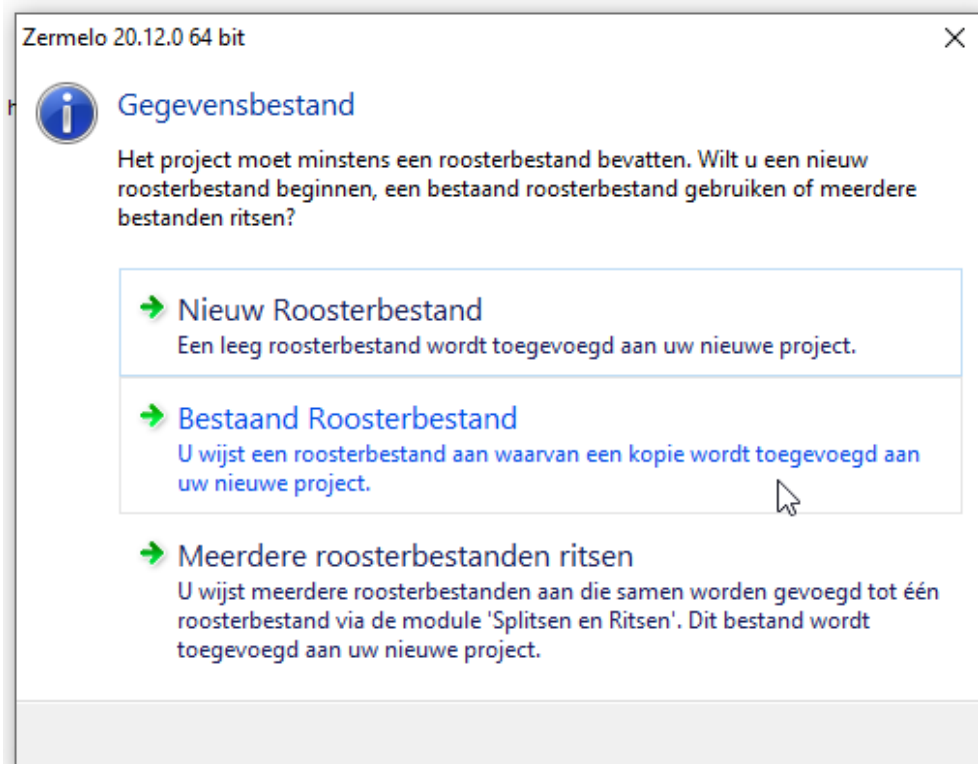 Zermelo 20.12.0 64 bit
Gegevensbestand
Het project moet minstens een roosterbestand bevatten. Wilt u een nieuw
roosterbestand beginnen, een bestaand roosterbestand gebruiken of meerdere
bestanden ritsen?
Nieuw Roosterbestand
Een leeg roosterbestand wordt toegevoegd aan uw nieuwe project.
Bestaand Roosterbestand
U wijst een roosterbestand aan waarvan een kopie wordt toegevoegd aan
uw nieuwe project.
Meerdere roosterbestanden ritsen
U wijst meerdere roosterbestanden aan die samen worden gevoegd tot één
roosterbestand via de module 'Splitsen en Ritsen'. Dit bestand wordt
toegevoegd aan uw nieuwe project.